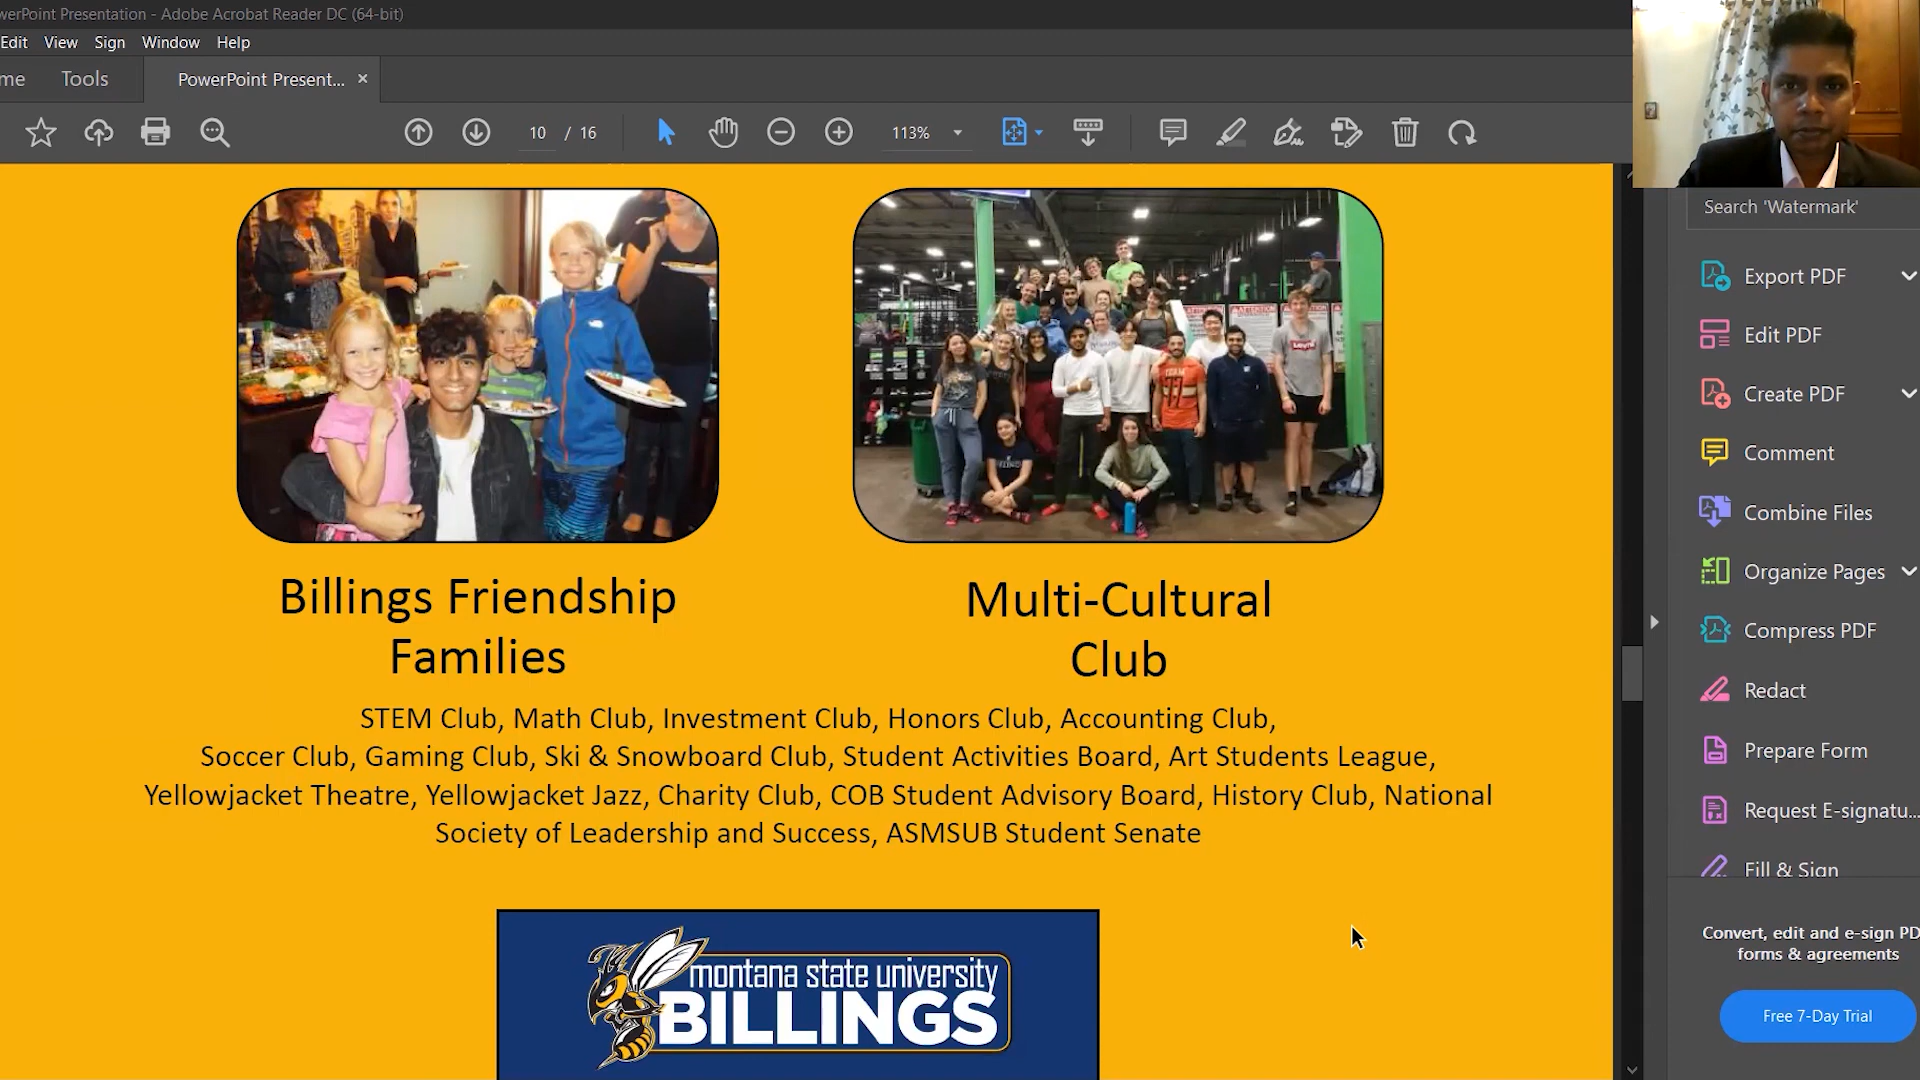 werPoint Presentation - Adobe Acrobat Reader DC (64-bit)
Edit View Sign Window Help
me Tools PowerPoint Present... ×
10 / 16 113%
Search 'Watermark'
Export PDF
Edit PDF
Create PDF
Comment
Combine Files
Organize Pages
Compress PDF
Redact
Prepare Form
Request E-signatu...
Fill & Sign
Convert, edit and e-sign PD
forms & agreements
Free 7-Day Trial
Billings Friendship
Families
Multi-Cultural
Club
STEM Club, Math Club, Investment Club, Honors Club, Accounting Club,
Soccer Club, Gaming Club, Ski & Snowboard Club, Student Activities Board, Art Students League,
Yellowjacket Theatre, Yellowjacket Jazz, Charity Club, COB Student Advisory Board, History Club, National
Society of Leadership and Success, ASMSUB Student Senate
montana state university
BILLINGS